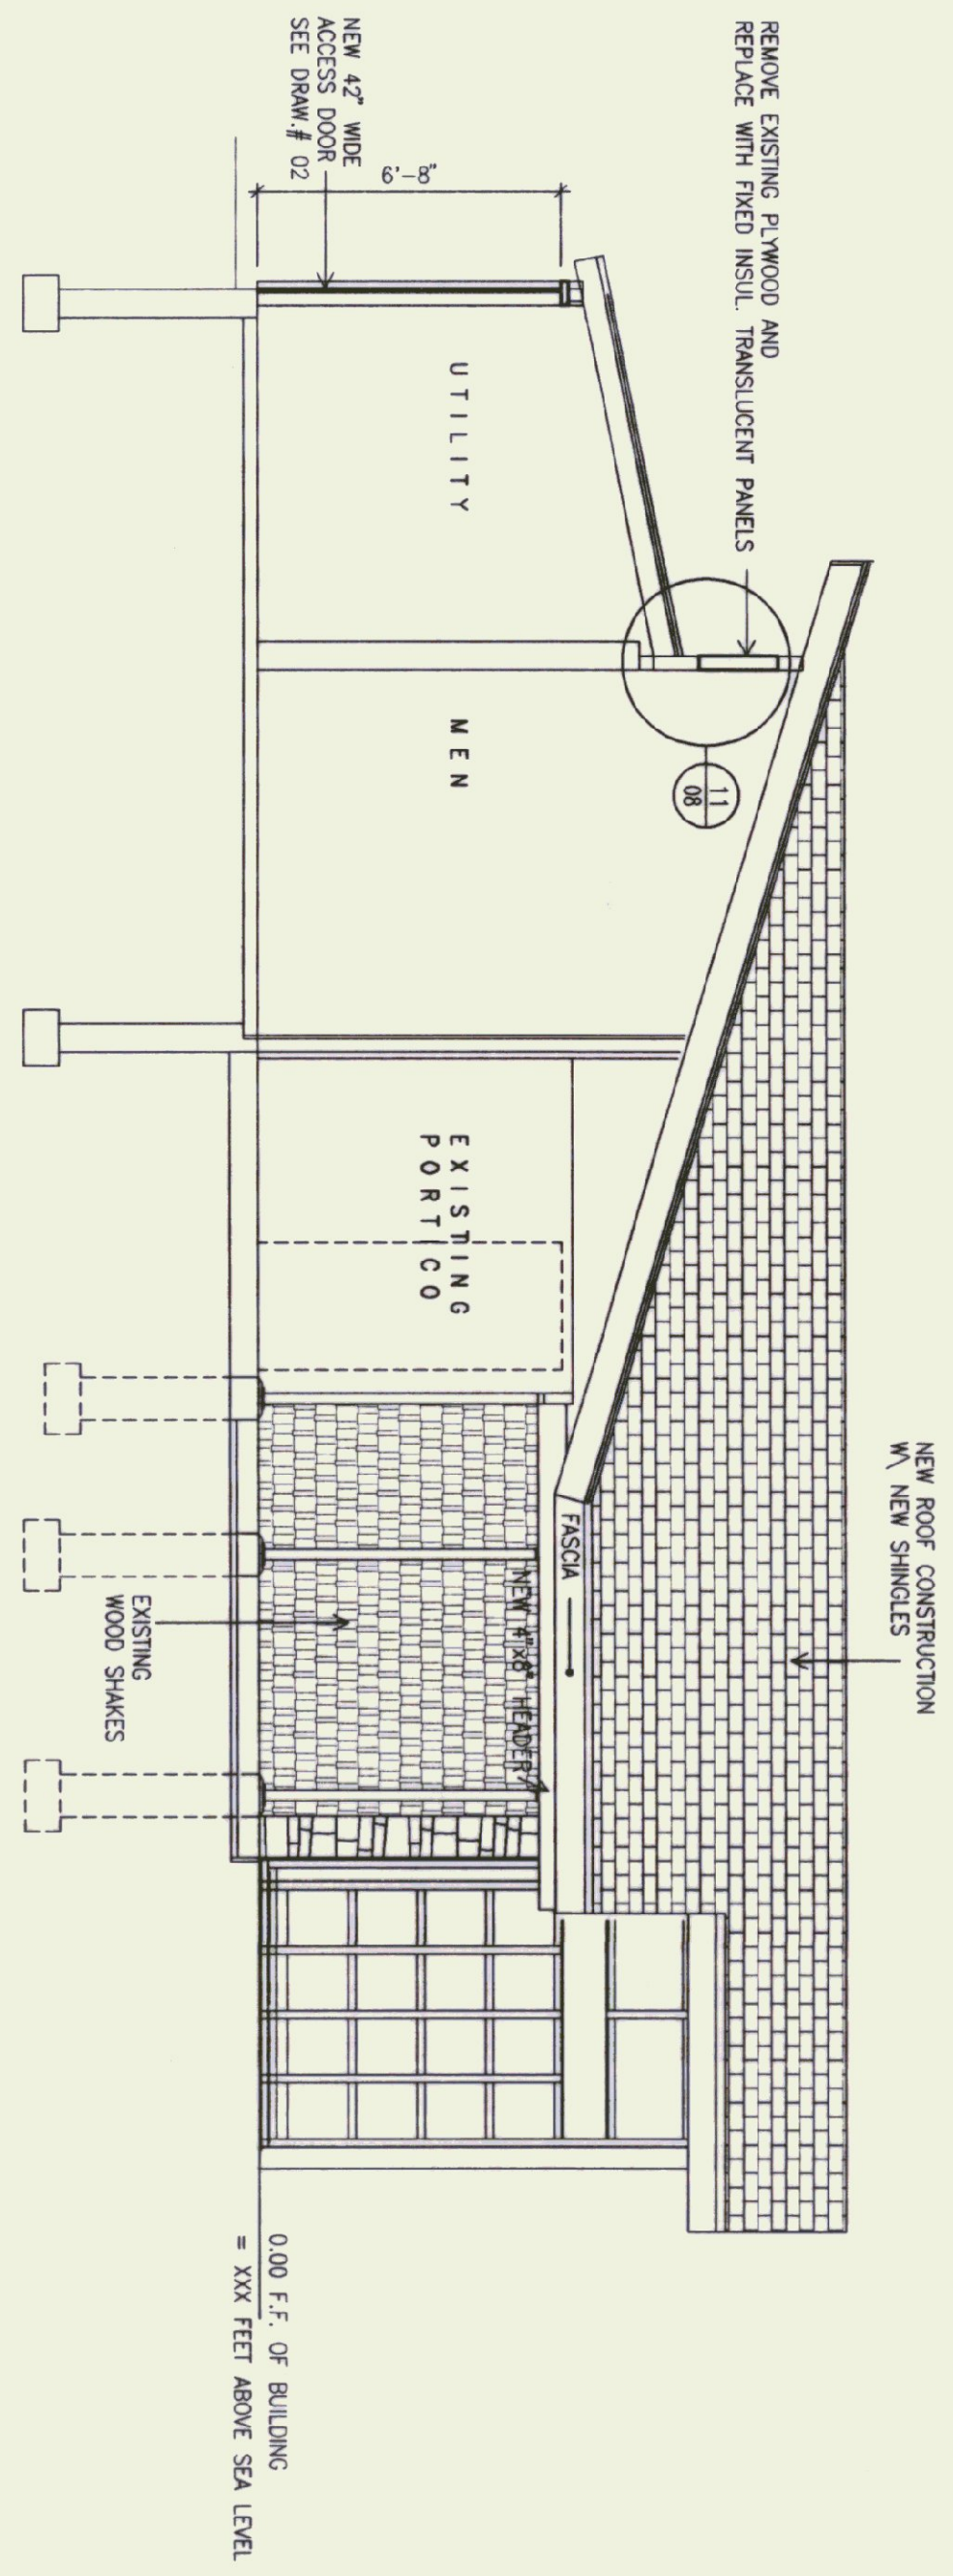 REMOVE EXISTING PLYWOOD AND
REPLACE WITH FIXED INSUL. TRANSLUCENT PANELS
NEW ROOF CONSTRUCTION
W\ NEW SHINGLES
11
08
NEW 42" WIDE
ACCESS DOOR
SEE DRAW.# 02
6'-8"
UTILITY
MEN
EXISTING
PORTICO
FASCIA
NEW 4"x8" HEADER
EXISTING
WOOD SHAKES
0.00 F.F. OF BUILDING
= XXX FEET ABOVE SEA LEVEL